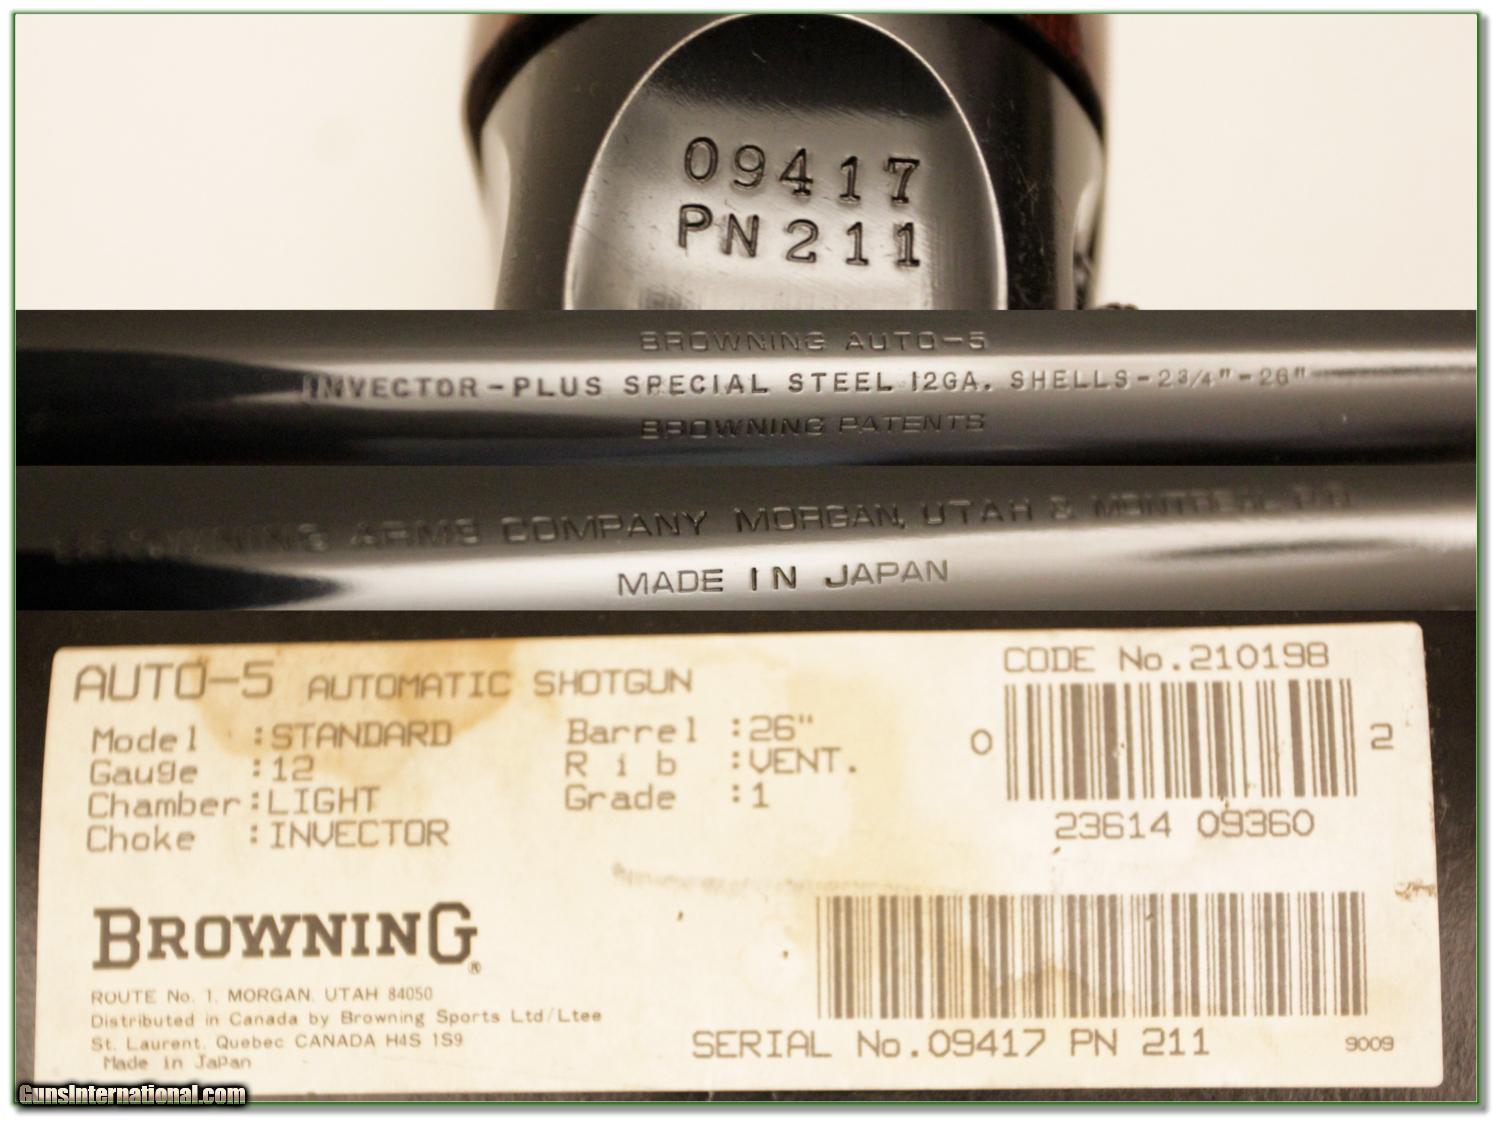 09417
PN211
BROWNING AUTO-5
INVECTOR-PLUS SPECIAL STEEL 12GA. SHELLS-2 3/4"-26"
BROWNING PATENTS
BROWNING ARMS COMPANY MORGAN, UTAH & MONTREAL P.Q.
MADE IN JAPAN
AUTO-5 AUTOMATIC SHOTGUN
CODE No.210198
Model :STANDARD Barrel :26"
Gauge :12 Rib :VENT.
Chamber:LIGHT Grade :1
Choke :INVECTOR
0 2
23614 09360
BROWNING®
ROUTE No. 1, MORGAN, UTAH 84050
Distributed in Canada by Browning Sports Ltd/Ltee
St. Laurent, Quebec CANADA H4S 1S9
Made in Japan
SERIAL No.09417 PN 211
9009
GunsInternational.com